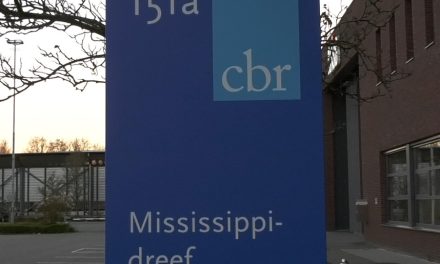 151a
cbr
Mississippi-
dreef